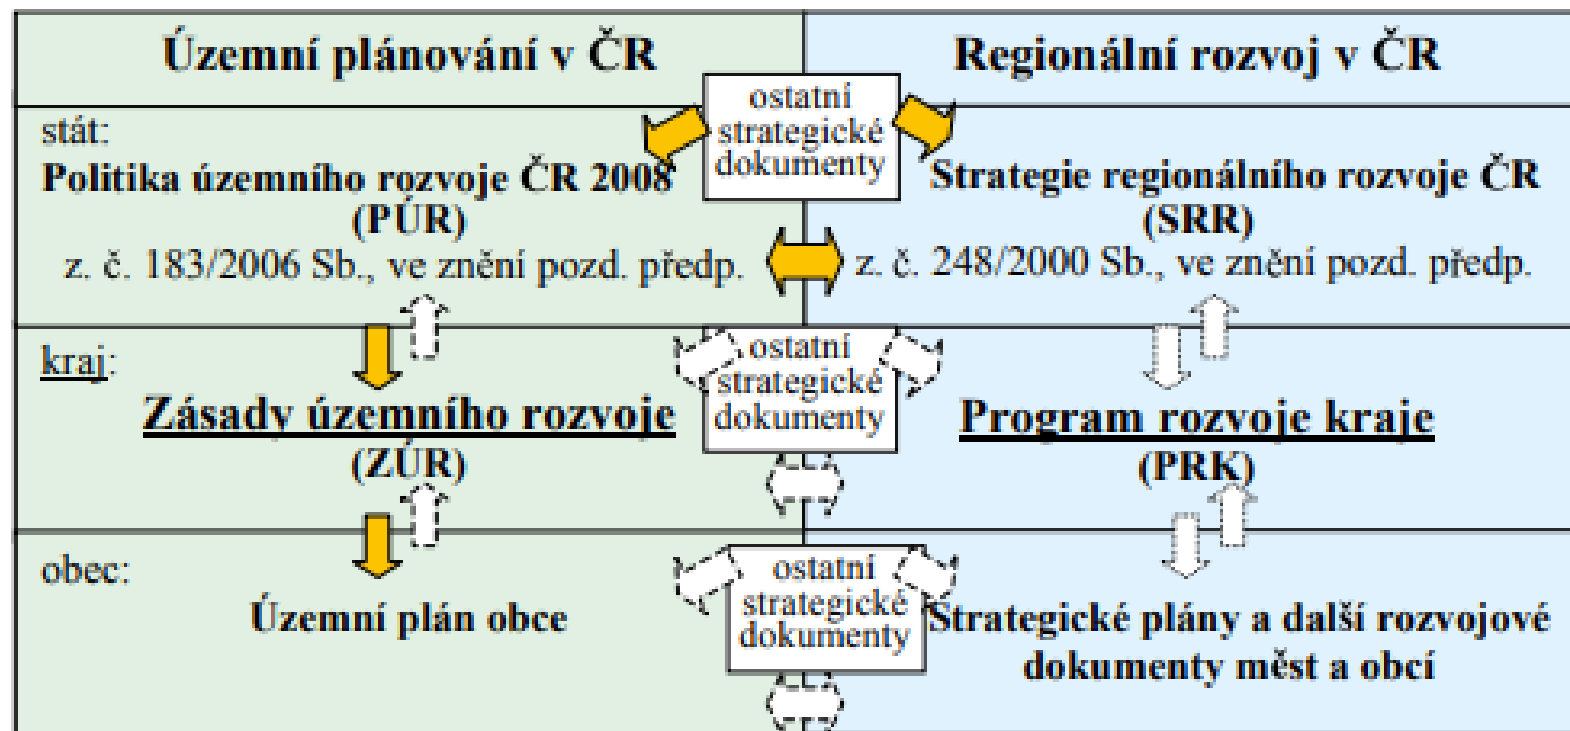 Územní plánování v ČR
Regionální rozvoj v ČR
ostatní
strategické
dokumenty
stát:
Politika územního rozvoje ČR 2008
(PÚR)
z. č. 183/2006 Sb., ve znění pozd. předp.
Strategie regionálního rozvoje ČR
(SRR)
z. č. 248/2000 Sb., ve znění pozd. předp.
kraj:
Zásady územního rozvoje
(ZÚR)
ostatní
strategické
dokumenty
Program rozvoje kraje
(PRK)
obec:
Územní plán obce
ostatní
strategické
dokumenty
Strategické plány a další rozvojové
dokumenty měst a obcí